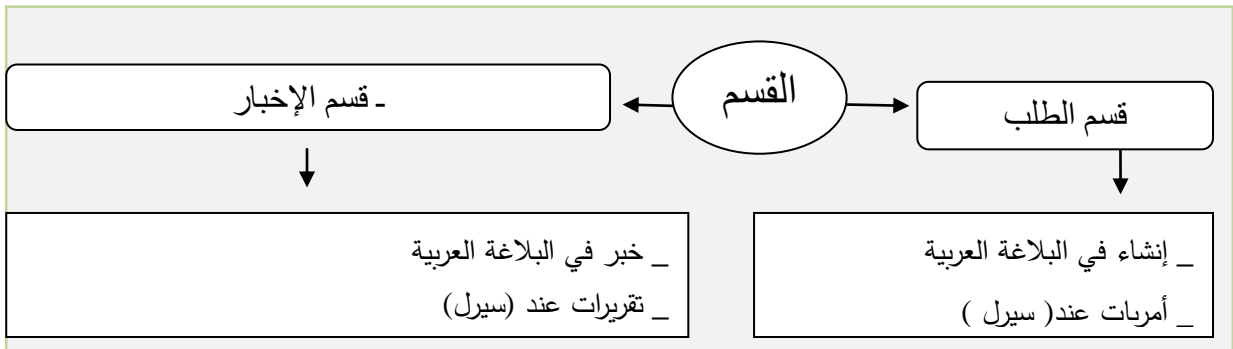 القسم
قسم الطلب
ـ قسم الإخبار
_ إنشاء في البلاغة العربية
_ أمريات عند( سيرل )
_ خبر في البلاغة العربية
_ تقريرات عند (سيرل)